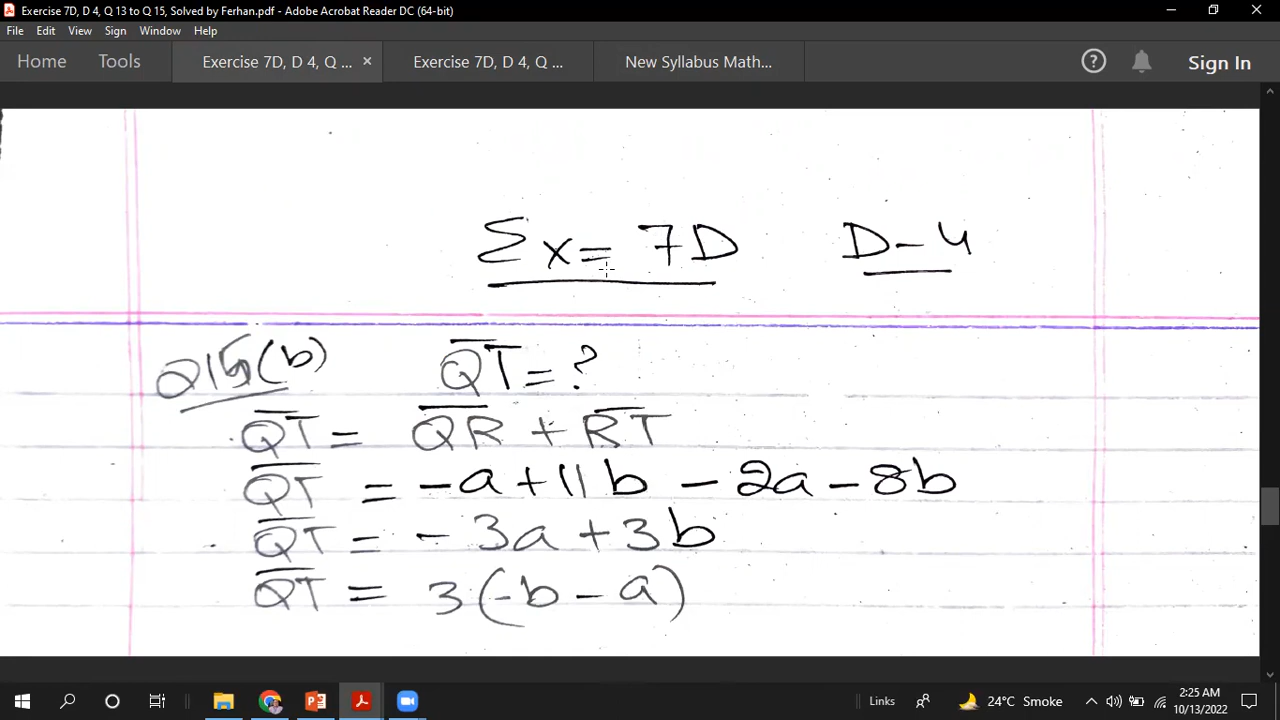 Exercise 7D, D 4, Q 13 to Q 15, Solved by Ferhan.pdf - Adobe Acrobat Reader DC (64-bit)
File Edit View Sign Window Help
Home Tools Exercise 7D, D 4, Q ... × Exercise 7D, D 4, Q ... New Syllabus Math... Sign In
Ex = 7D D-4
Q15(b) QT = ?
QT = QR + RT
QT = -a + 11b - 2a - 8b
QT = -3a + 3b
QT = 3(-b - a)
Links 24°C Smoke 2:25 AM
10/13/2022